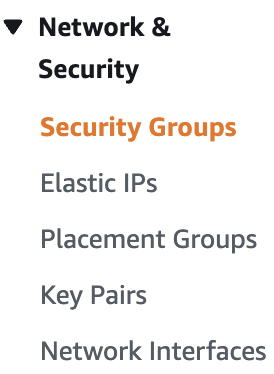 Network &
Security
Security Groups
Elastic IPs
Placement Groups
Key Pairs
Network Interfaces